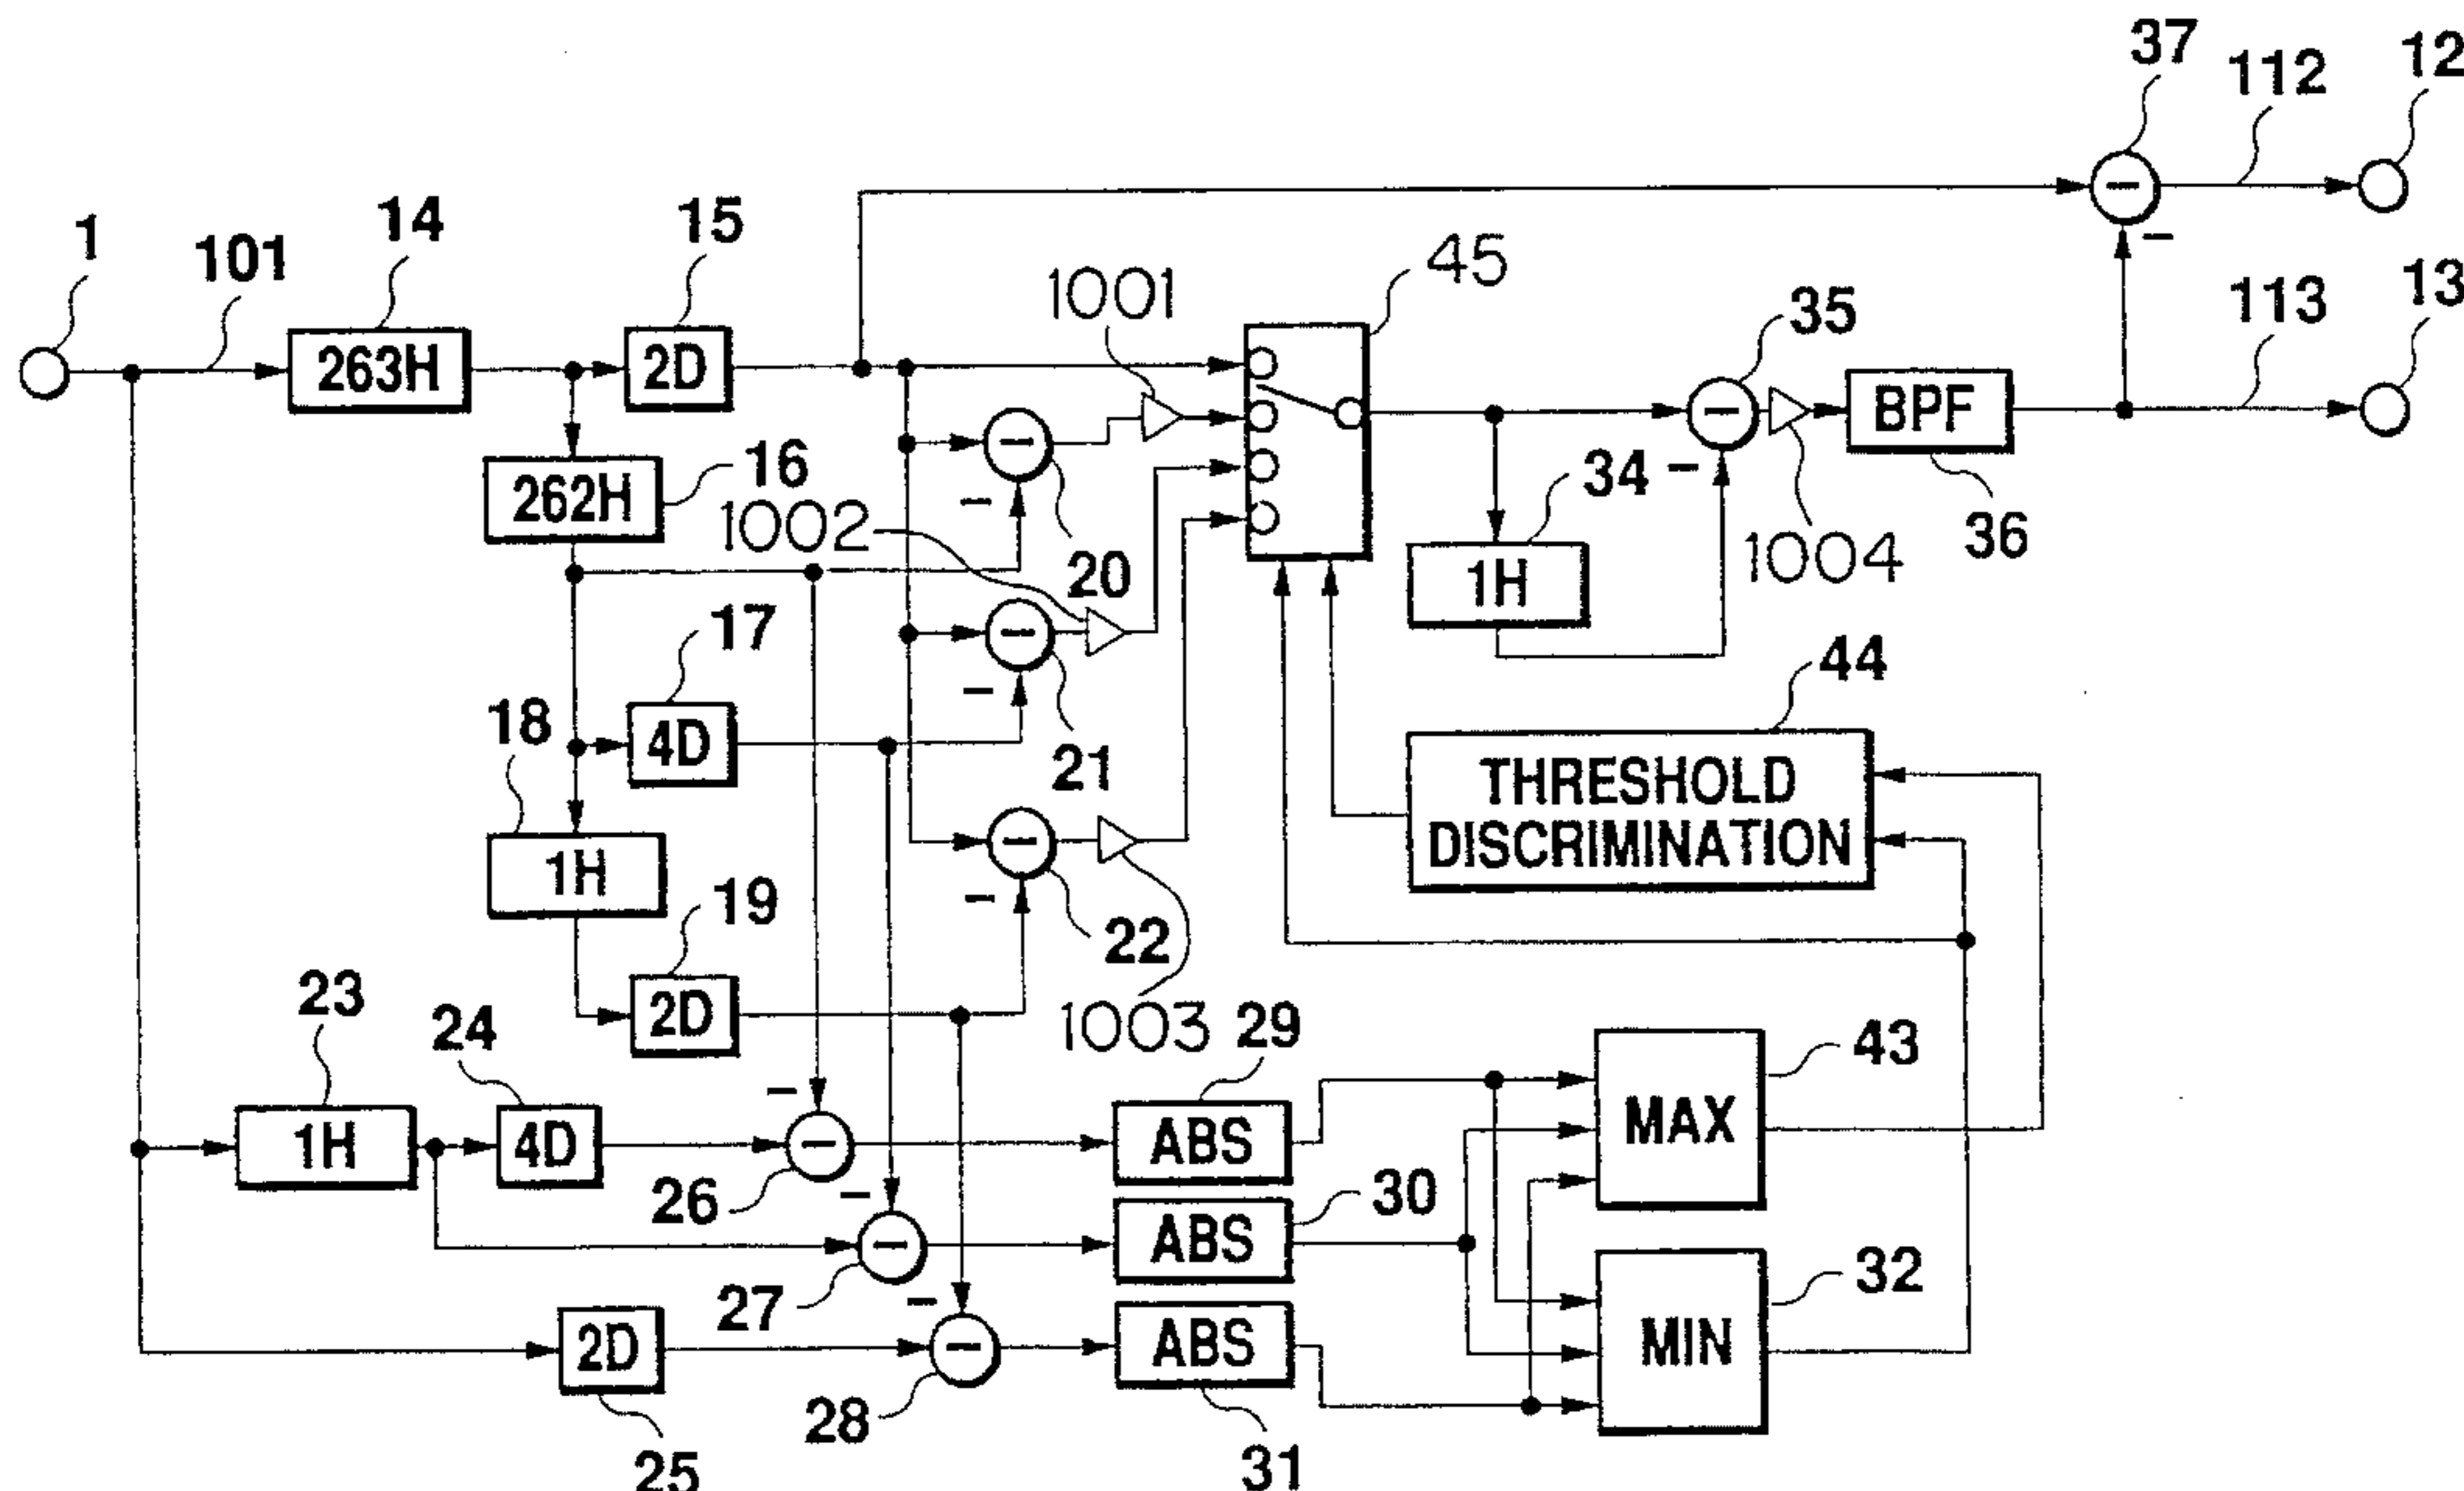 37
112
12
1
101
14
15
1001
45
35
113
13
263H
2D
BPF
262H
16
1002
20
34
1004
36
1H
17
44
18
4D
21
THRESHOLD
DISCRIMINATION
1H
19
22
2D
1003
23
24
29
43
1H
4D
26
ABS
MAX
30
ABS
27
32
2D
28
ABS
MIN
25
31